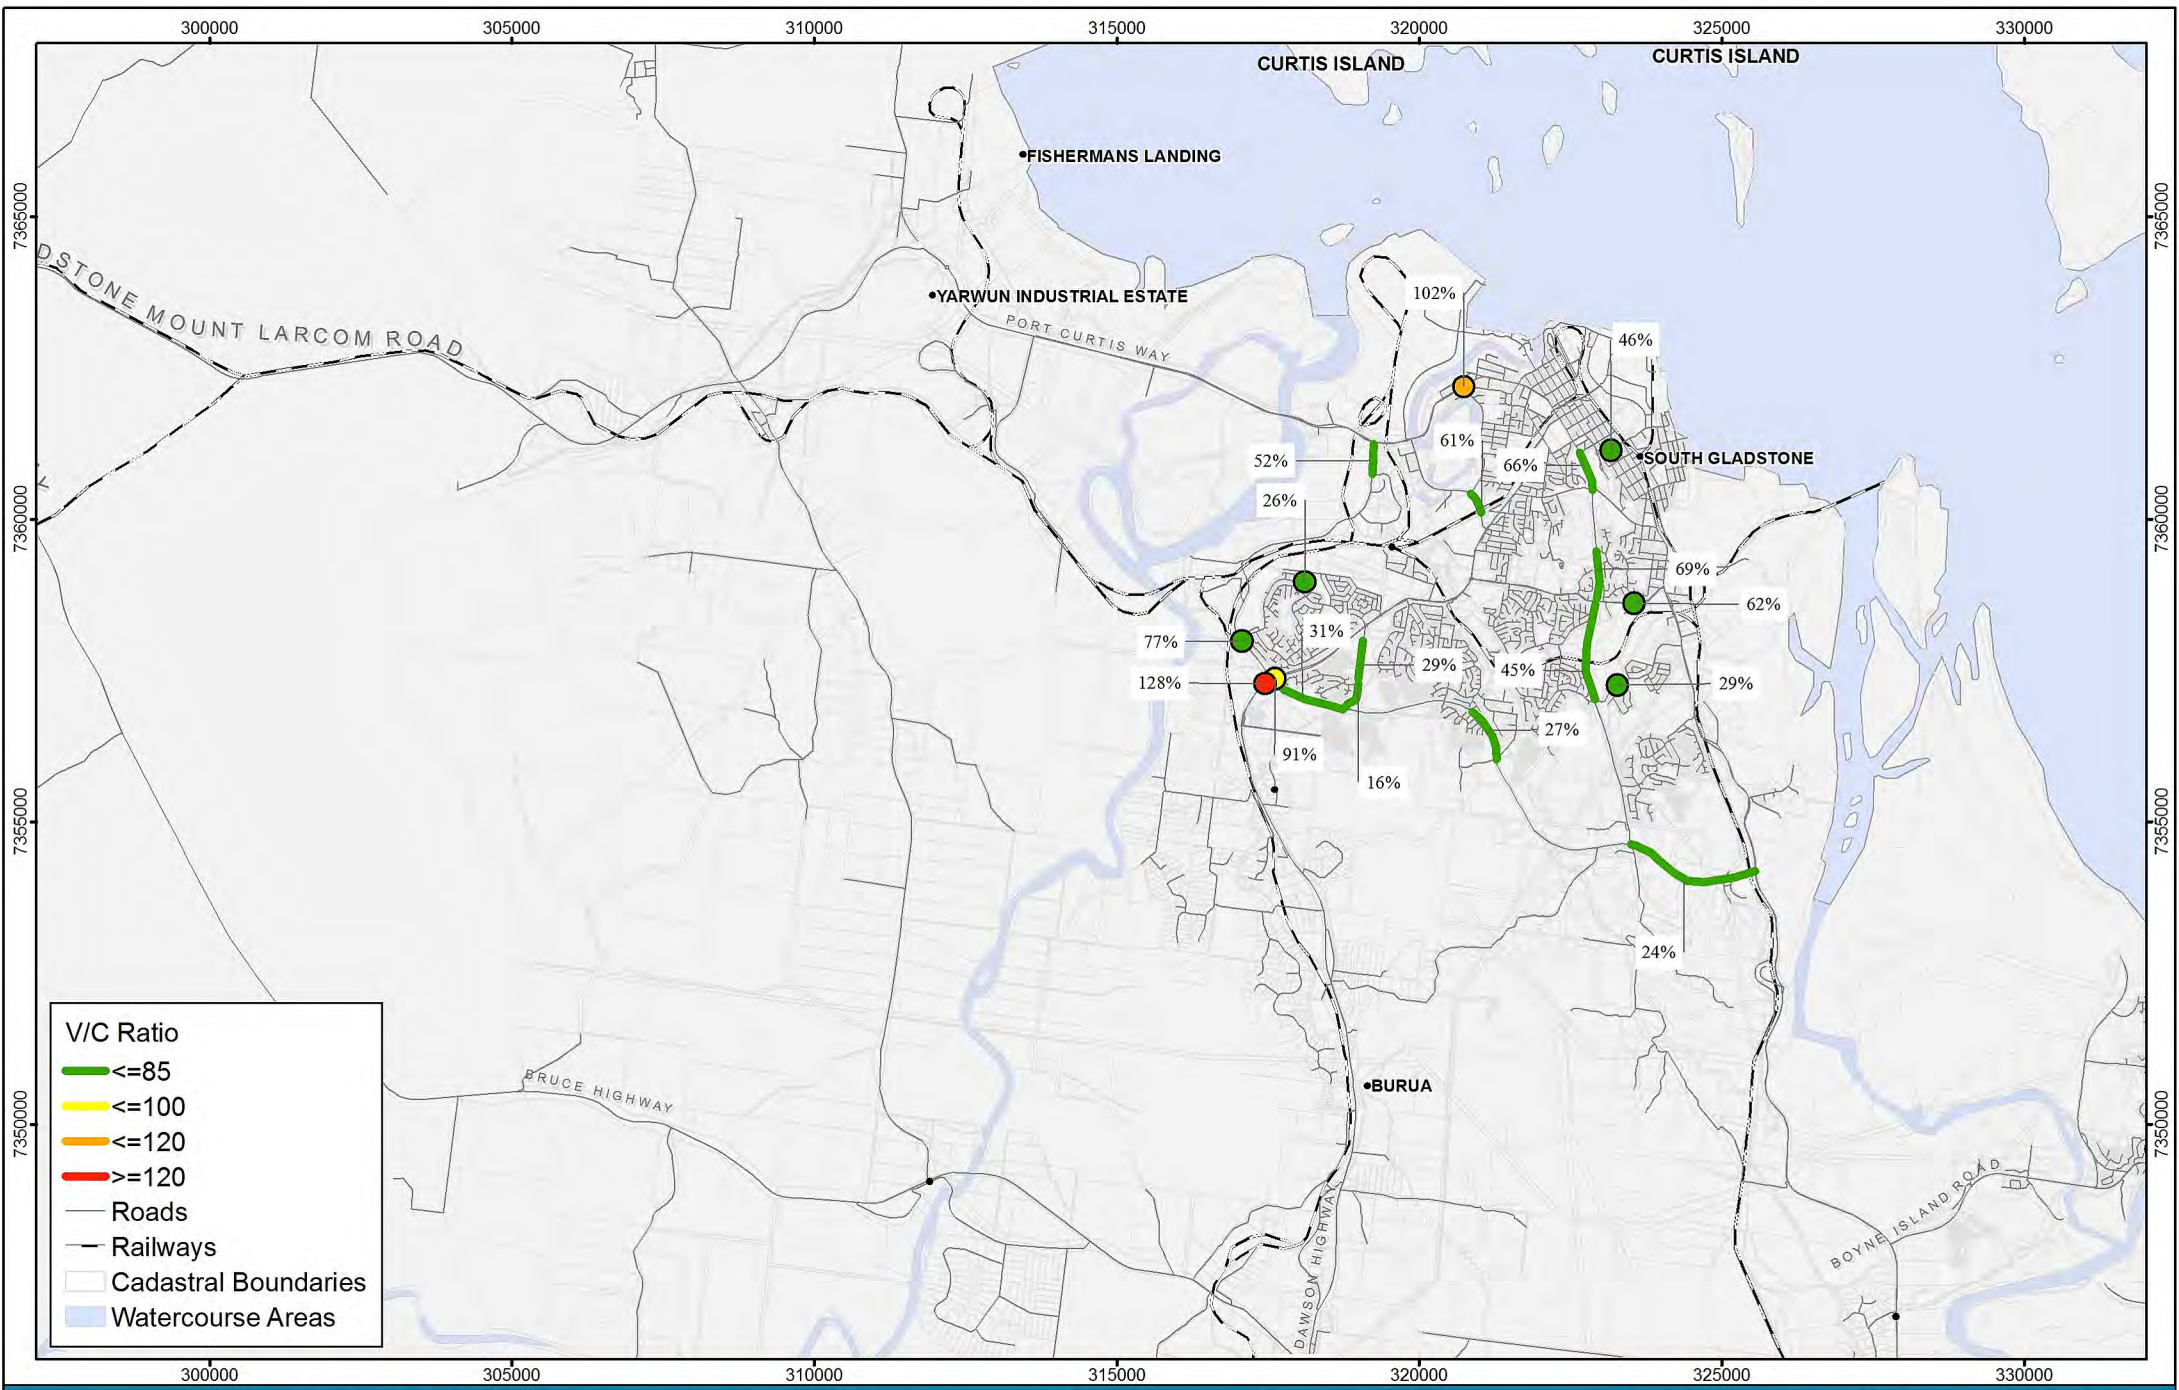 300000 305000 310000 315000 320000 325000 330000
CURTIS ISLAND
CURTIS ISLAND
FISHERMANS LANDING
7365000
7365000
DSTONE MOUNT LARCOM ROAD
YARWUN INDUSTRIAL ESTATE
102%
PORT CURTIS WAY
46%
61%
52%
66%
SOUTH GLADSTONE
26%
7360000
7360000
69%
62%
31%
77%
29%
45%
128%
29%
27%
91%
16%
7355000
7355000
24%
BRUCE HIGHWAY
BURUA
7350000
7350000
BOYNE ISLAND ROAD
DAWSON HIGHWAY
V/C Ratio
<=85
<=100
<=120
>=120
Roads
Railways
Cadastral Boundaries
Watercourse Areas
300000 305000 310000 315000 320000 325000 330000